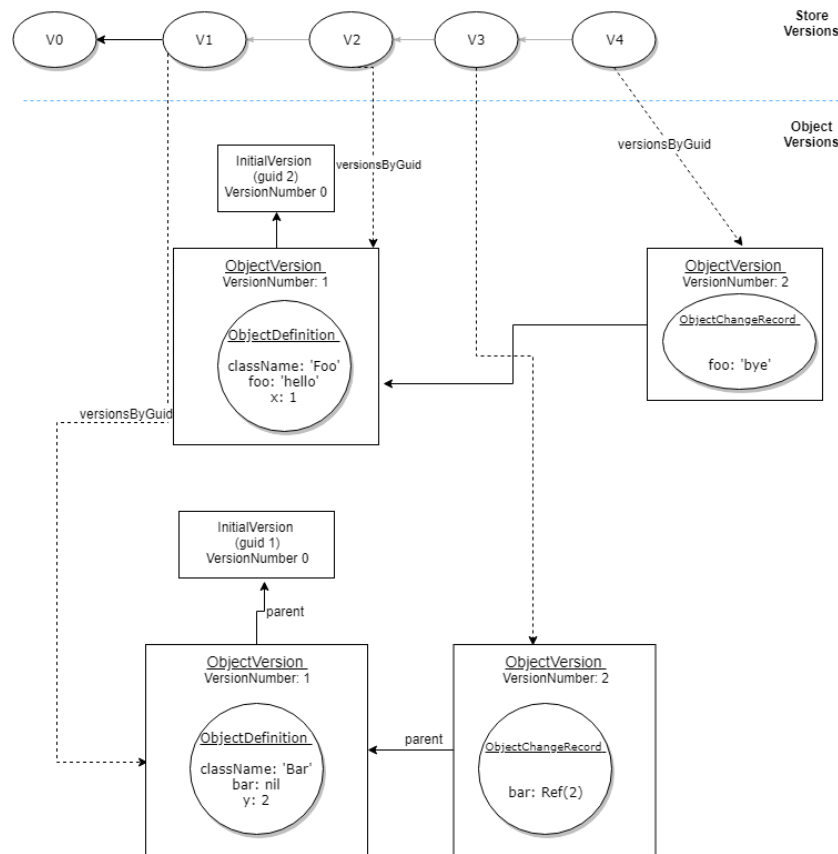 Store
Versions
V0
V1
V2
V3
V4
Object
Versions
versionsByGuid
InitialVersion
(guid 2)
VersionNumber 0
versionsByGuid
ObjectVersion
VersionNumber: 1
ObjectDefinition
className: 'Foo'
foo: 'hello'
x: 1
ObjectVersion
VersionNumber: 2
ObjectChangeRecord
foo: 'bye'
versionsByGuid
InitialVersion
(guid 1)
VersionNumber 0
parent
ObjectVersion
VersionNumber: 1
ObjectDefinition
className: 'Bar'
bar: nil
y: 2
parent
ObjectVersion
VersionNumber: 2
ObjectChangeRecord
bar: Ref(2)